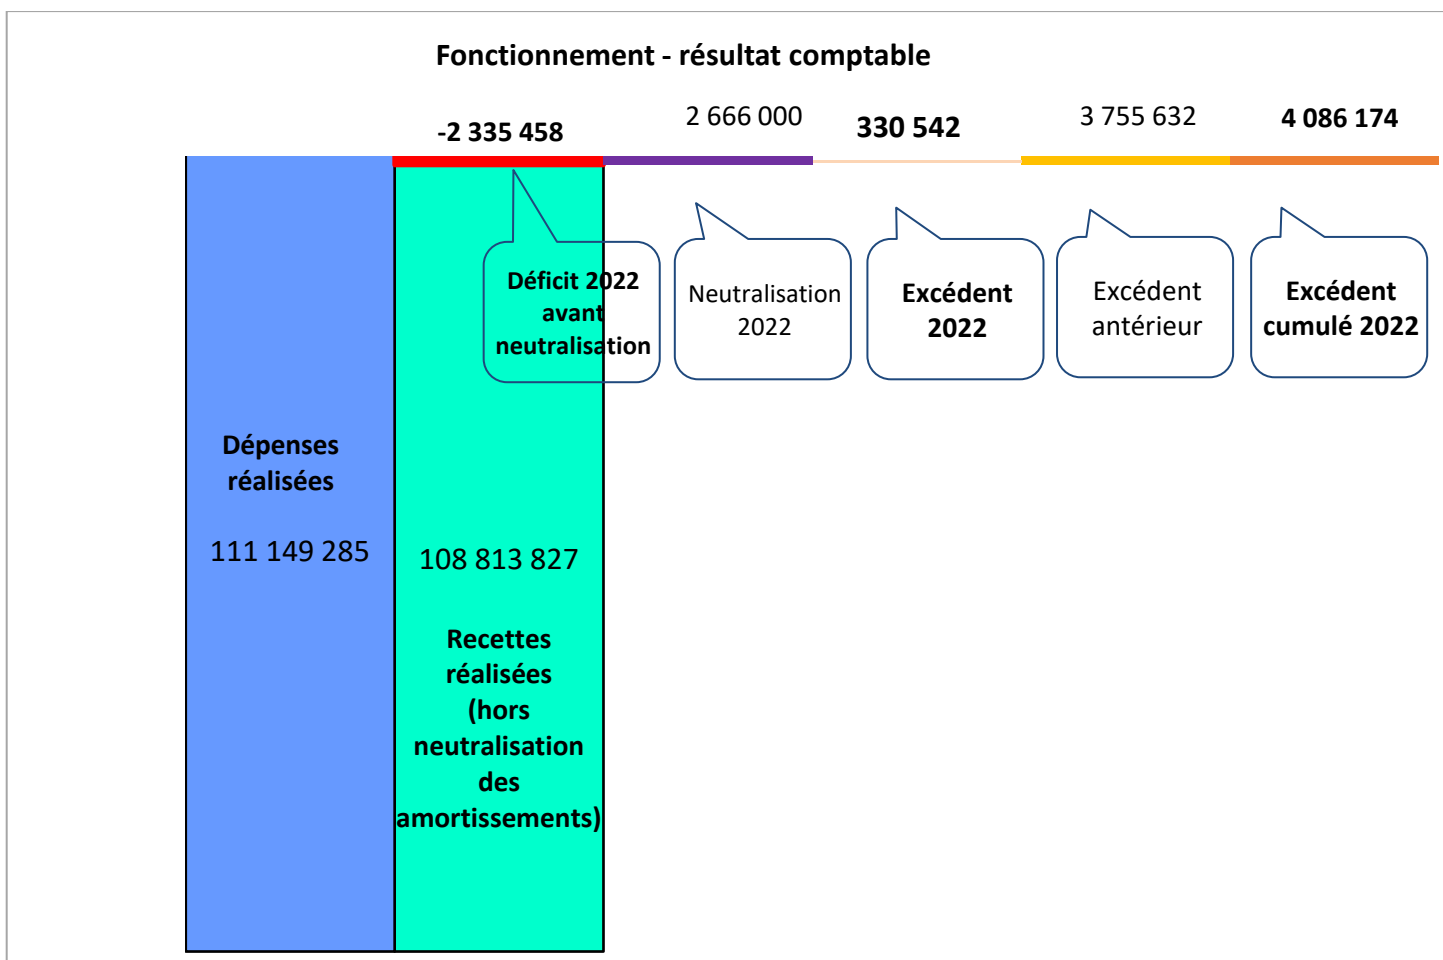 Fonctionnement - résultat comptable
-2 335 458
2 666 000
330 542
3 755 632
4 086 174
Déficit 2022
avant
neutralisation
Neutralisation
2022
Excédent
2022
Excédent
antérieur
Excédent
cumulé 2022
Dépenses
réalisées
111 149 285
108 813 827
Recettes
réalisées
(hors
neutralisation
des
amortissements)